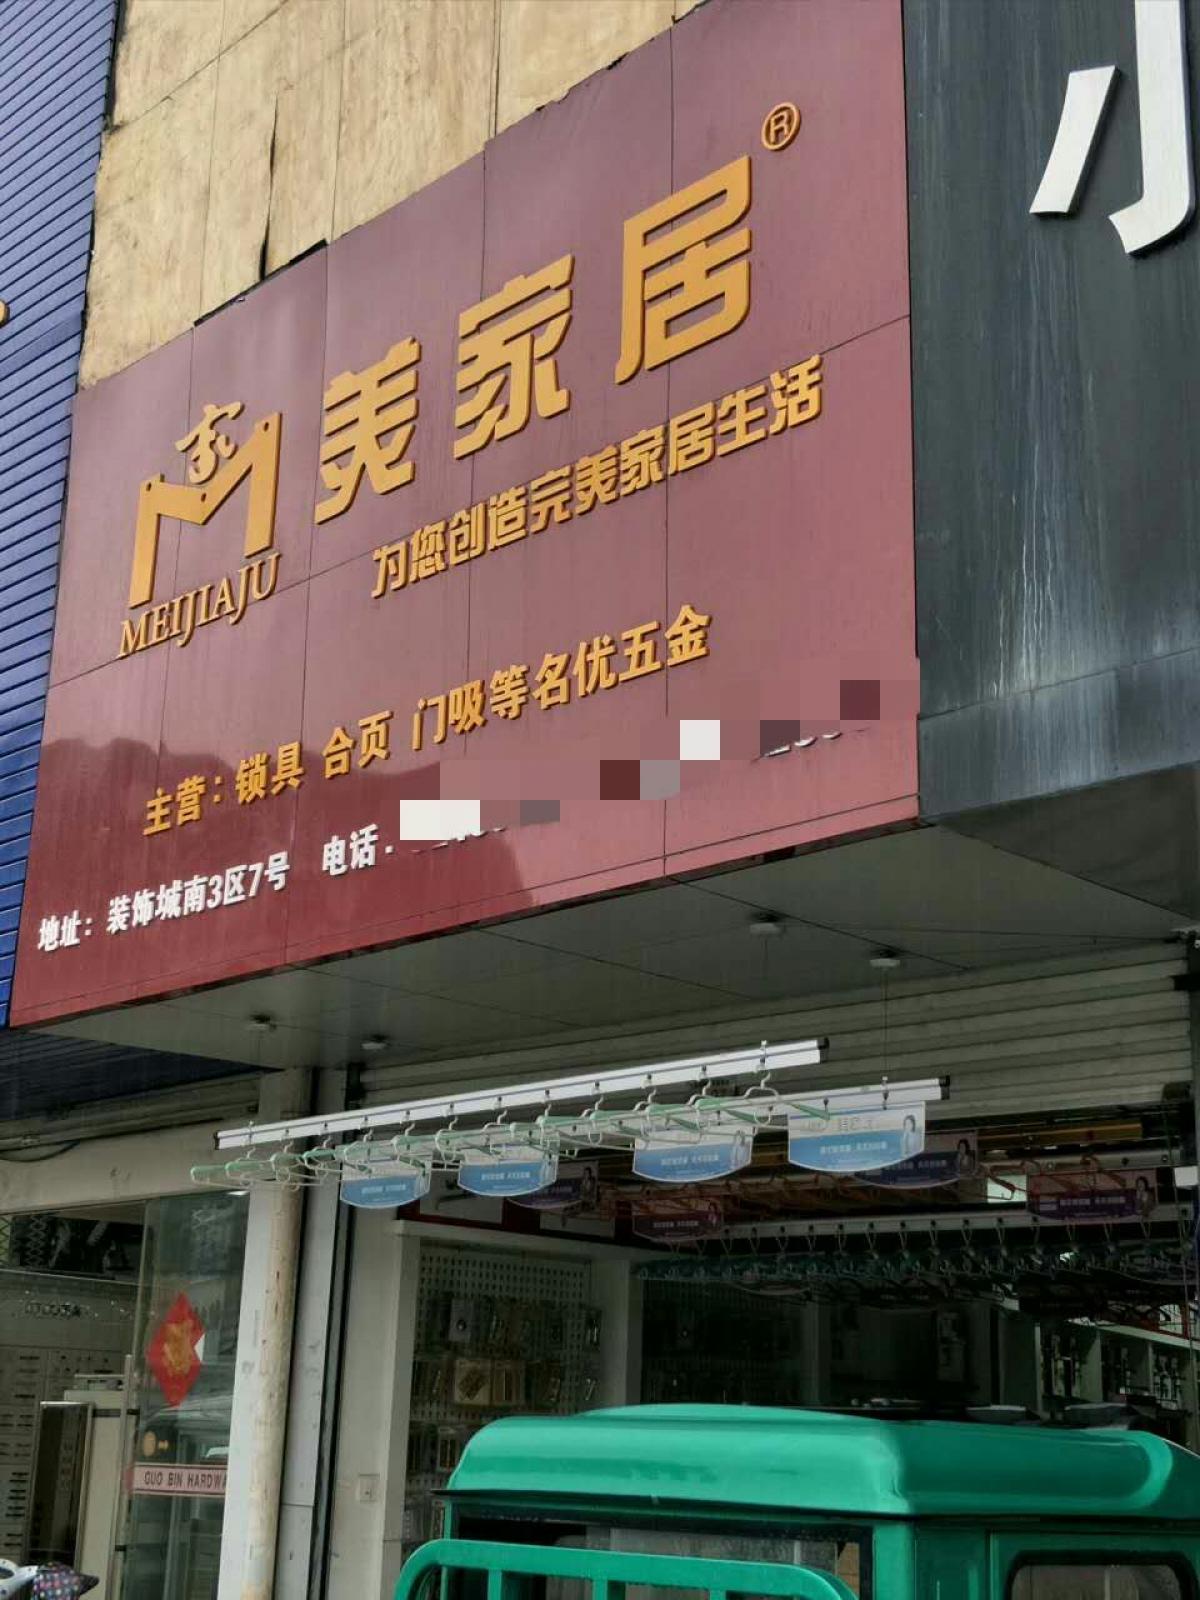 美家居®
家
MEIJIAJU
为您创造完美家居生活
主营：锁具 合页 门吸等名优五金
地址：装饰城南3区7号 电话：
小
GUO BIN HARDWA